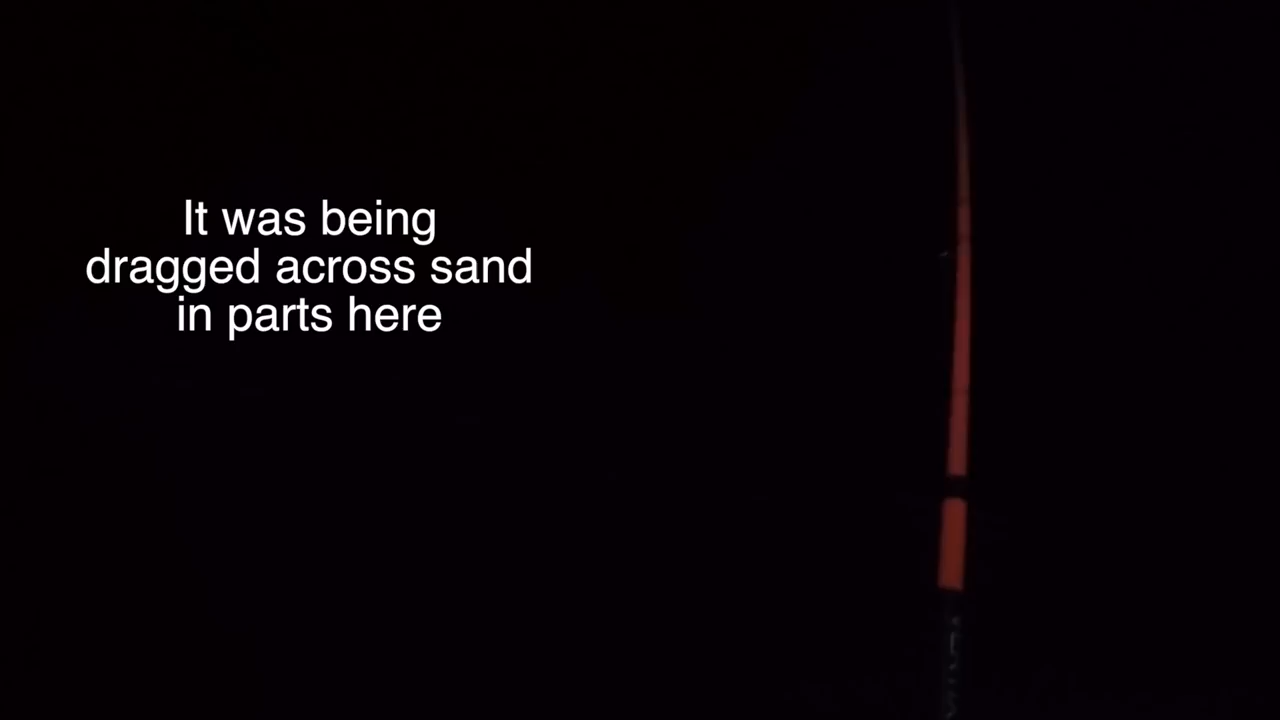 It was being
dragged across sand
in parts here